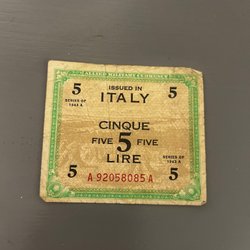 ALLIED MILITARY CURRENCY
ISSUED IN
5 ITALY 5
SERIES OF 1943 A
SERIES OF 1943 A
CINQUE
FIVE 5 FIVE
LIRE
5 5
A 92058085 A